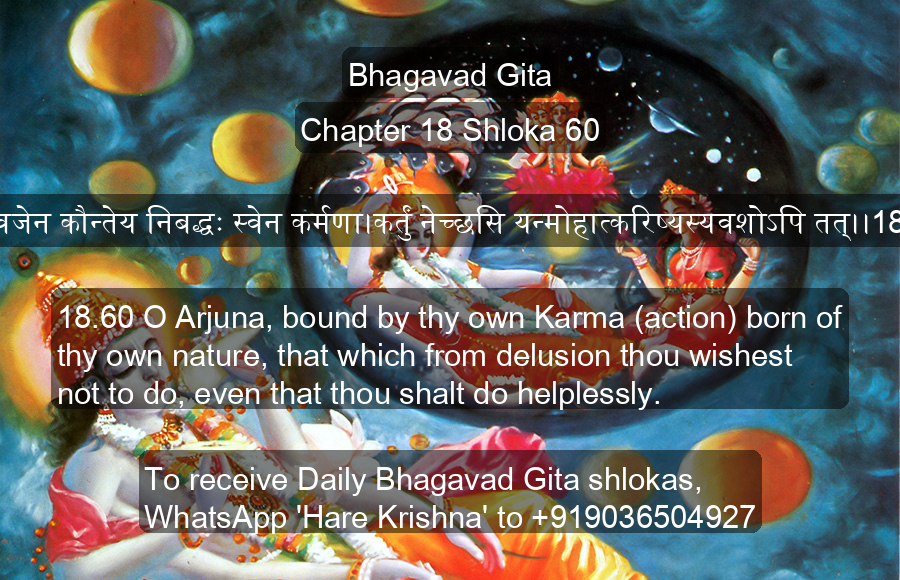 Bhagavad Gita
Chapter 18 Shloka 60
कौन्तेय निबद्धः स्वेन कर्मणा।कर्तुं नेच्छसि यन्मोहात्करिष्यस्यवशोऽपि तत्।।18
18.60 O Arjuna, bound by thy own Karma (action) born of
thy own nature, that which from delusion thou wishest
not to do, even that thou shalt do helplessly.
To receive Daily Bhagavad Gita shlokas,
WhatsApp 'Hare Krishna' to +919036504927